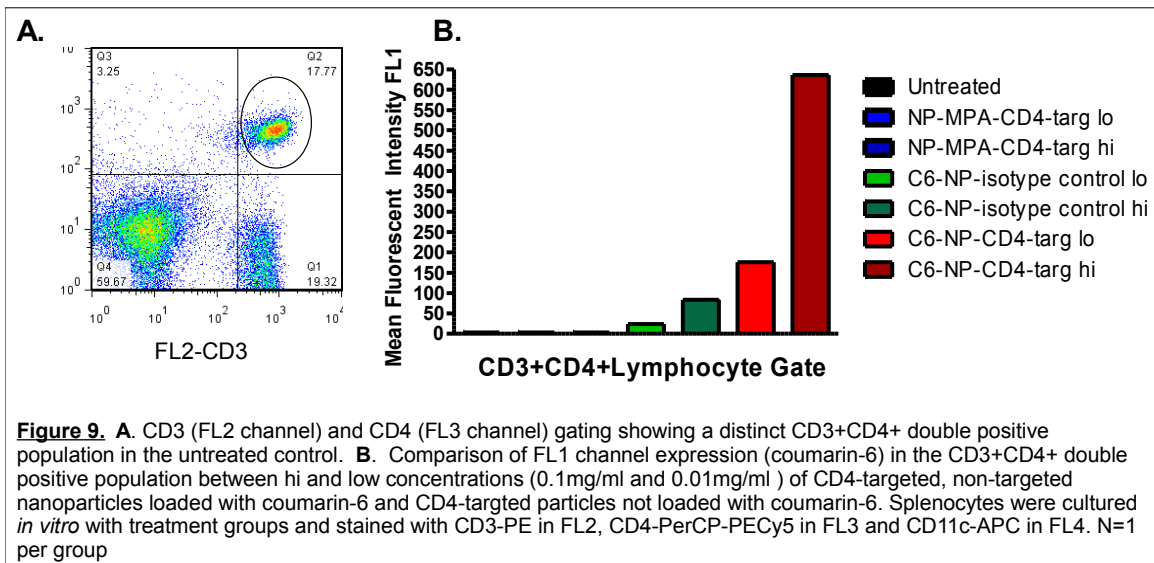 A.
B.
Q3
3.25
Q2
17.77
10
10³
10²
10¹
10⁰
Q4
59.67
Q1
19.32
10⁰ 10¹ 10² 10³ 10⁴
FL2-CD3
Mean Fluorescent Intensity FL1
650
600
550
500
450
400
350
300
250
200
150
100
50
0
CD3+CD4+Lymphocyte Gate
Untreated
NP-MPA-CD4-targ lo
NP-MPA-CD4-targ hi
C6-NP-isotype control lo
C6-NP-isotype control hi
C6-NP-CD4-targ lo
C6-NP-CD4-targ hi
Figure 9. A. CD3 (FL2 channel) and CD4 (FL3 channel) gating showing a distinct CD3+CD4+ double positive
population in the untreated control. B. Comparison of FL1 channel expression (coumarin-6) in the CD3+CD4+ double
positive population between hi and low concentrations (0.1mg/ml and 0.01mg/ml ) of CD4-targeted, non-targeted
nanoparticles loaded with coumarin-6 and CD4-targted particles not loaded with coumarin-6. Splenocytes were cultured
in vitro with treatment groups and stained with CD3-PE in FL2, CD4-PerCP-PECy5 in FL3 and CD11c-APC in FL4. N=1
per group